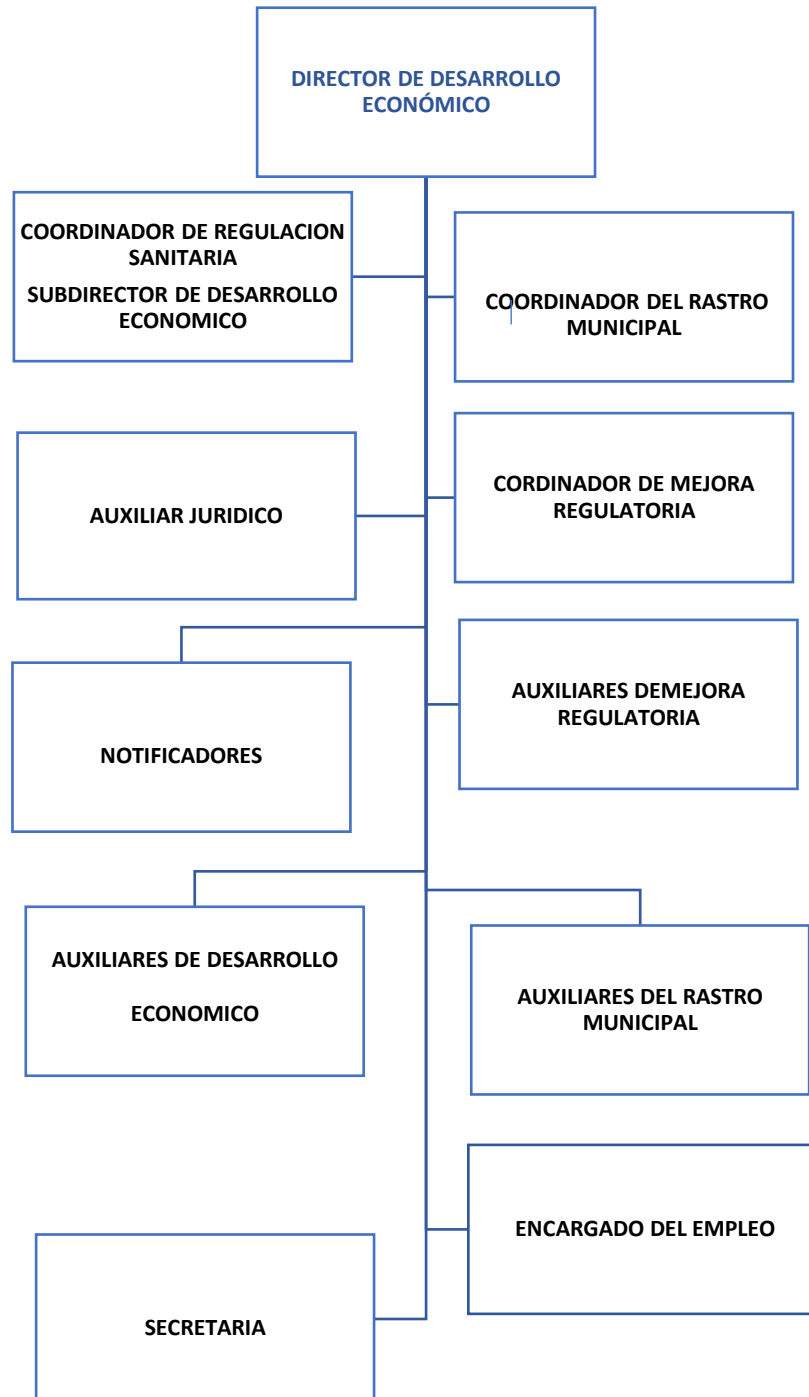 DIRECTOR DE DESARROLLO
ECONÓMICO
COORDINADOR DE REGULACION
SANITARIA
SUBDIRECTOR DE DESARROLLO
ECONOMICO
COORDINADOR DEL RASTRO
MUNICIPAL
AUXILIAR JURIDICO
CORDINADOR DE MEJORA
REGULATORIA
NOTIFICADORES
AUXILIARES DEMEJORA
REGULATORIA
AUXILIARES DE DESARROLLO
ECONOMICO
AUXILIARES DEL RASTRO
MUNICIPAL
ENCARGADO DEL EMPLEO
SECRETARIA